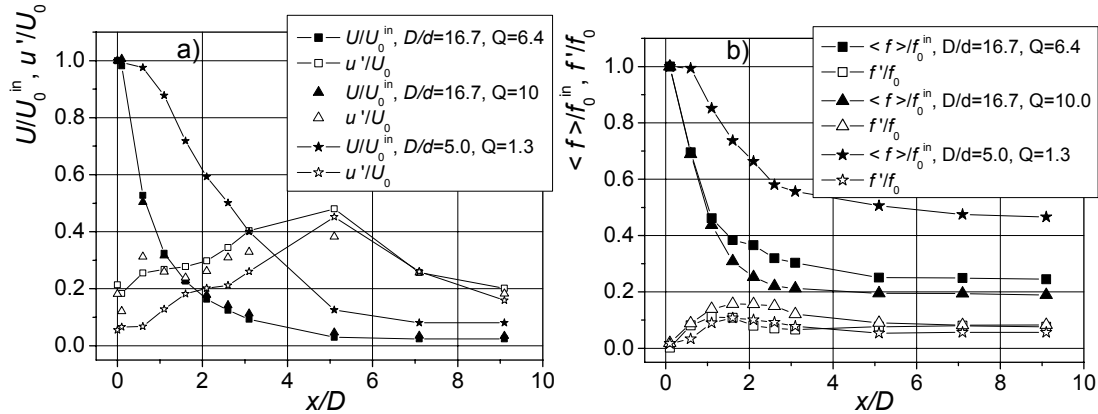 a)
U/U₀ⁱⁿ, u'/U₀
U/U₀ⁱⁿ, D/d=16.7, Q=6.4
u'/U₀
U/U₀ⁱⁿ, D/d=16.7, Q=10
u'/U₀
U/U₀ⁱⁿ, D/d=5.0, Q=1.3
u'/U₀
1.0
0.8
0.6
0.4
0.2
0.0
0 2 4 6 8 10
x/D
b)
<f>/f₀ⁱⁿ, f'/f₀
<f>/f₀ⁱⁿ, D/d=16.7, Q=6.4
f'/f₀
<f>/f₀ⁱⁿ, D/d=16.7, Q=10.0
f'/f₀
<f>/f₀ⁱⁿ, D/d=5.0, Q=1.3
f'/f₀
1.0
0.8
0.6
0.4
0.2
0.0
0 2 4 6 8 10
x/D